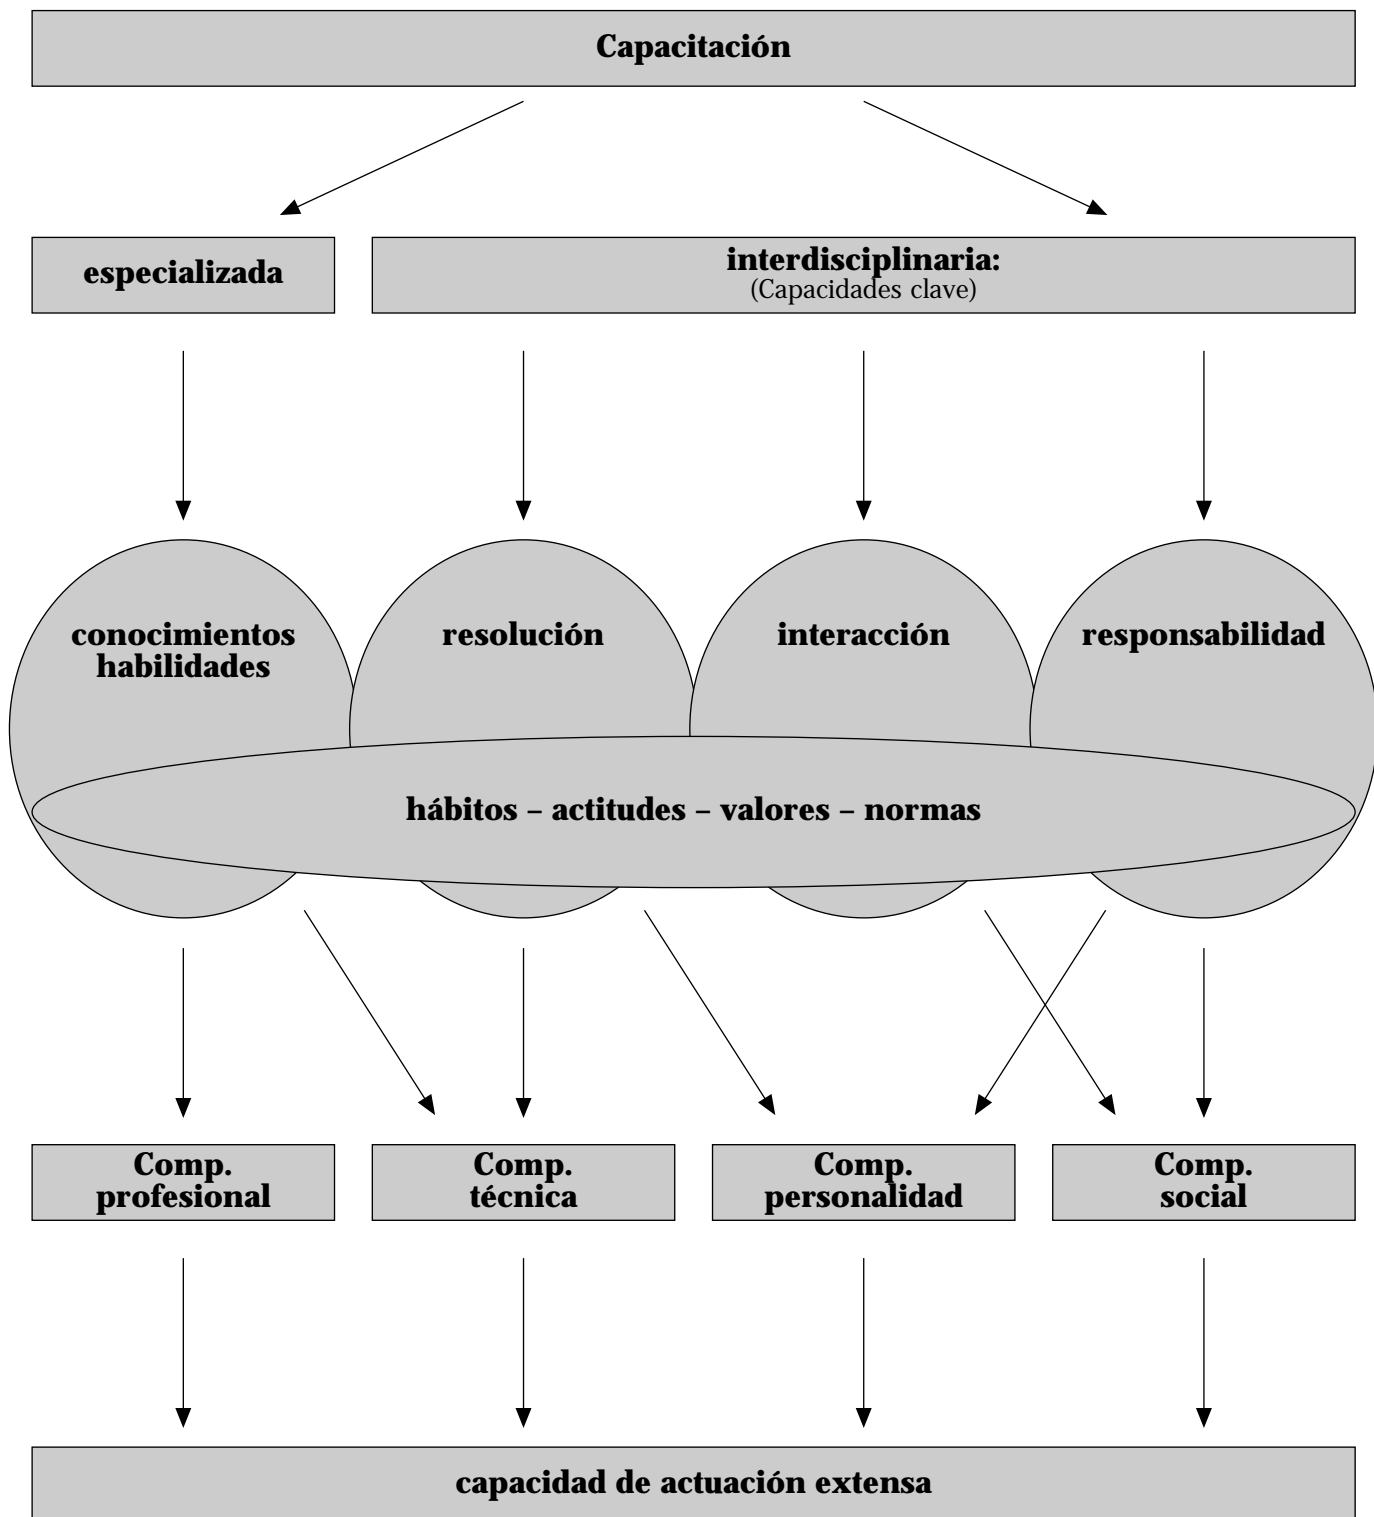 Capacitación
especializada
interdisciplinaria:
(Capacidades clave)
conocimientos
habilidades
resolución
interacción
responsabilidad
hábitos – actitudes – valores – normas
Comp.
profesional
Comp.
técnica
Comp.
personalidad
Comp.
social
capacidad de actuación extensa